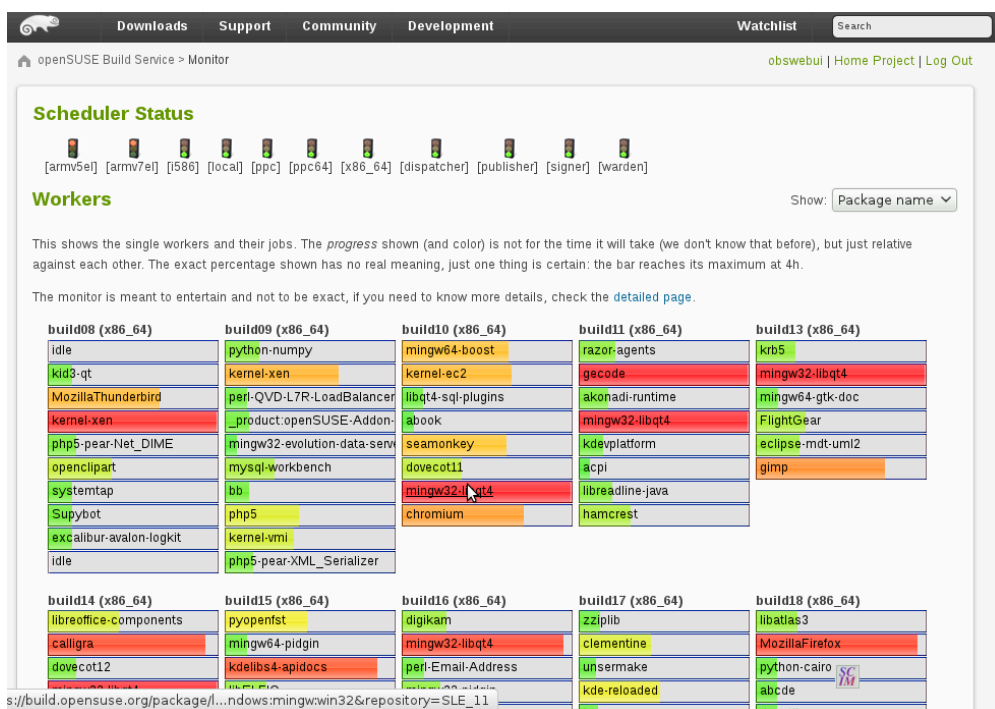 Downloads Support Community Development Watchlist Search
openSUSE Build Service > Monitor obswebui | Home Project | Log Out
Scheduler Status
[armv5el] [armv7el] [i586] [local] [ppc] [ppc64] [x86_64] [dispatcher] [publisher] [signer] [warden]
Workers Show: Package name
This shows the single workers and their jobs. The progress shown (and color) is not for the time it will take (we don't know that before), but just relative
against each other. The exact percentage shown has no real meaning, just one thing is certain: the bar reaches its maximum at 4h.
The monitor is meant to entertain and not to be exact, if you need to know more details, check the detailed page.
build08 (x86_64)
idle
kid3-qt
MozillaThunderbird
kernel-xen
php5-pear-Net_DIME
openclipart
systemtap
Supybot
excalibur-avalon-logkit
idle
build09 (x86_64)
python-numpy
kernel-xen
perl-QVD-L7R-LoadBalancer
_product:openSUSE-Addon-
mingw32-evolution-data-serv
mysql-workbench
bb
php5
kernel-vmi
php5-pear-XML_Serializer
build10 (x86_64)
mingw64-boost
kernel-ec2
libqt4-sql-plugins
abook
seamonkey
dovecot11
mingw32-libqt4
chromium
build11 (x86_64)
razor-agents
gecode
akonadi-runtime
mingw32-libqt4
kdevplatform
acpi
libreadline-java
hamcrest
build13 (x86_64)
krb5
mingw32-libqt4
mingw64-gtk-doc
FlightGear
eclipse-mdt-uml2
gimp
build14 (x86_64)
libreoffice-components
calligra
dovecot12
build15 (x86_64)
pyopenfst
mingw64-pidgin
kdelibs4-apidocs
build16 (x86_64)
digikam
mingw32-libqt4
perl-Email-Address
build17 (x86_64)
zziplib
clementine
unsermake
kde-reloaded
build18 (x86_64)
libatlas3
MozillaFirefox
python-cairo
abcde
SCIM
s://build.opensuse.org/package/l...ndows:mingw:win32&repository=SLE_11